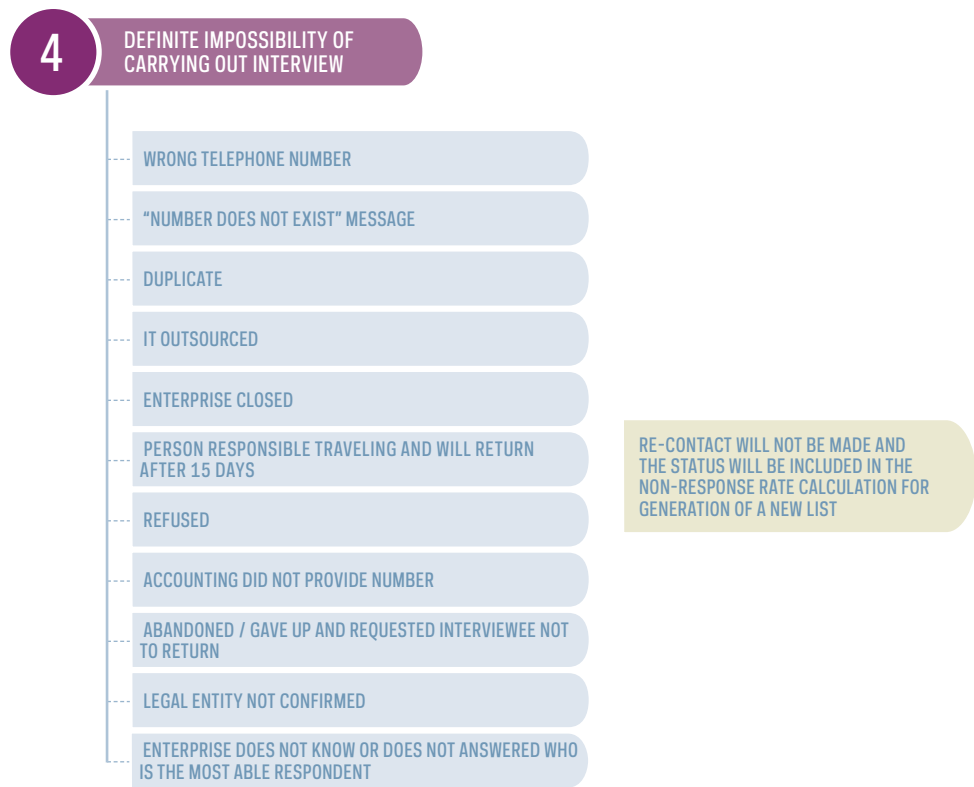 4
DEFINITE IMPOSSIBILITY OF
CARRYING OUT INTERVIEW
WRONG TELEPHONE NUMBER
“NUMBER DOES NOT EXIST” MESSAGE
DUPLICATE
IT OUTSOURCED
ENTERPRISE CLOSED
PERSON RESPONSIBLE TRAVELING AND WILL RETURN
AFTER 15 DAYS
REFUSED
ACCOUNTING DID NOT PROVIDE NUMBER
ABANDONED / GAVE UP AND REQUESTED INTERVIEWEE NOT
TO RETURN
LEGAL ENTITY NOT CONFIRMED
ENTERPRISE DOES NOT KNOW OR DOES NOT ANSWERED WHO
IS THE MOST ABLE RESPONDENT
RE-CONTACT WILL NOT BE MADE AND
THE STATUS WILL BE INCLUDED IN THE
NON-RESPONSE RATE CALCULATION FOR
GENERATION OF A NEW LIST